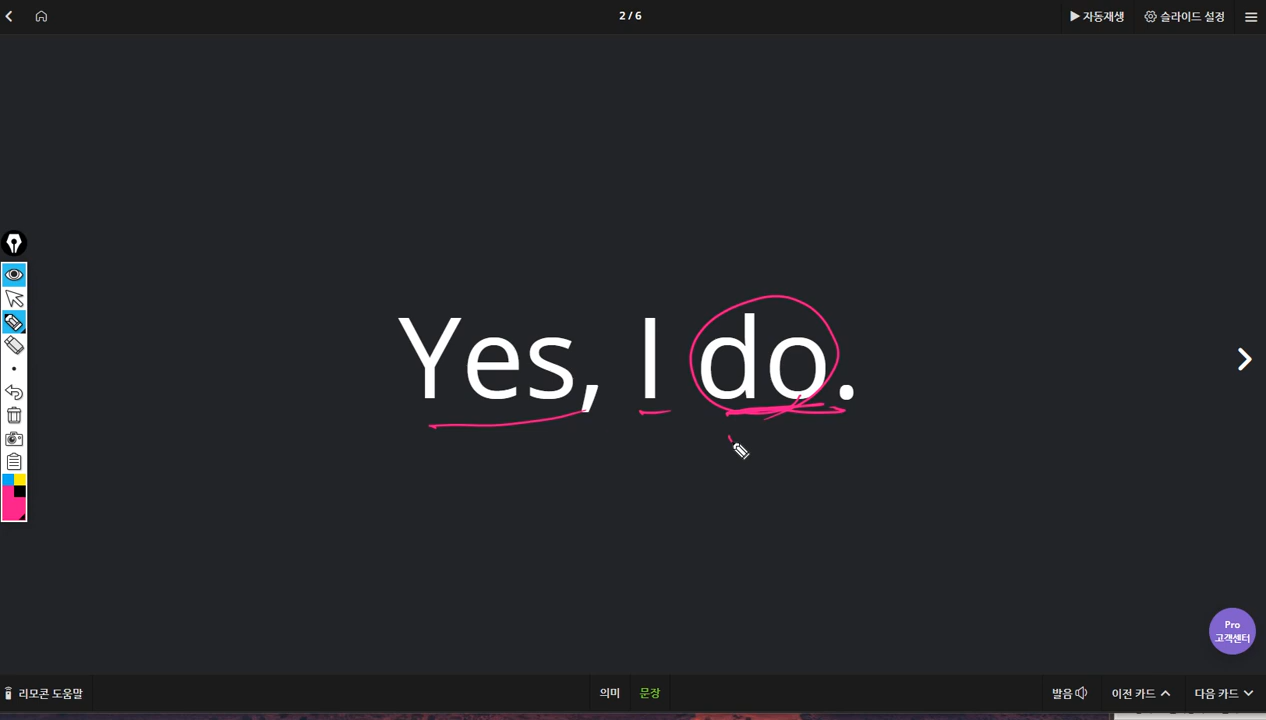 2 / 6
자동재생
슬라이드 설정
Yes, I do.
Pro
고객센터
리모콘 도움말
의미
문장
발음
이전 카드
다음 카드